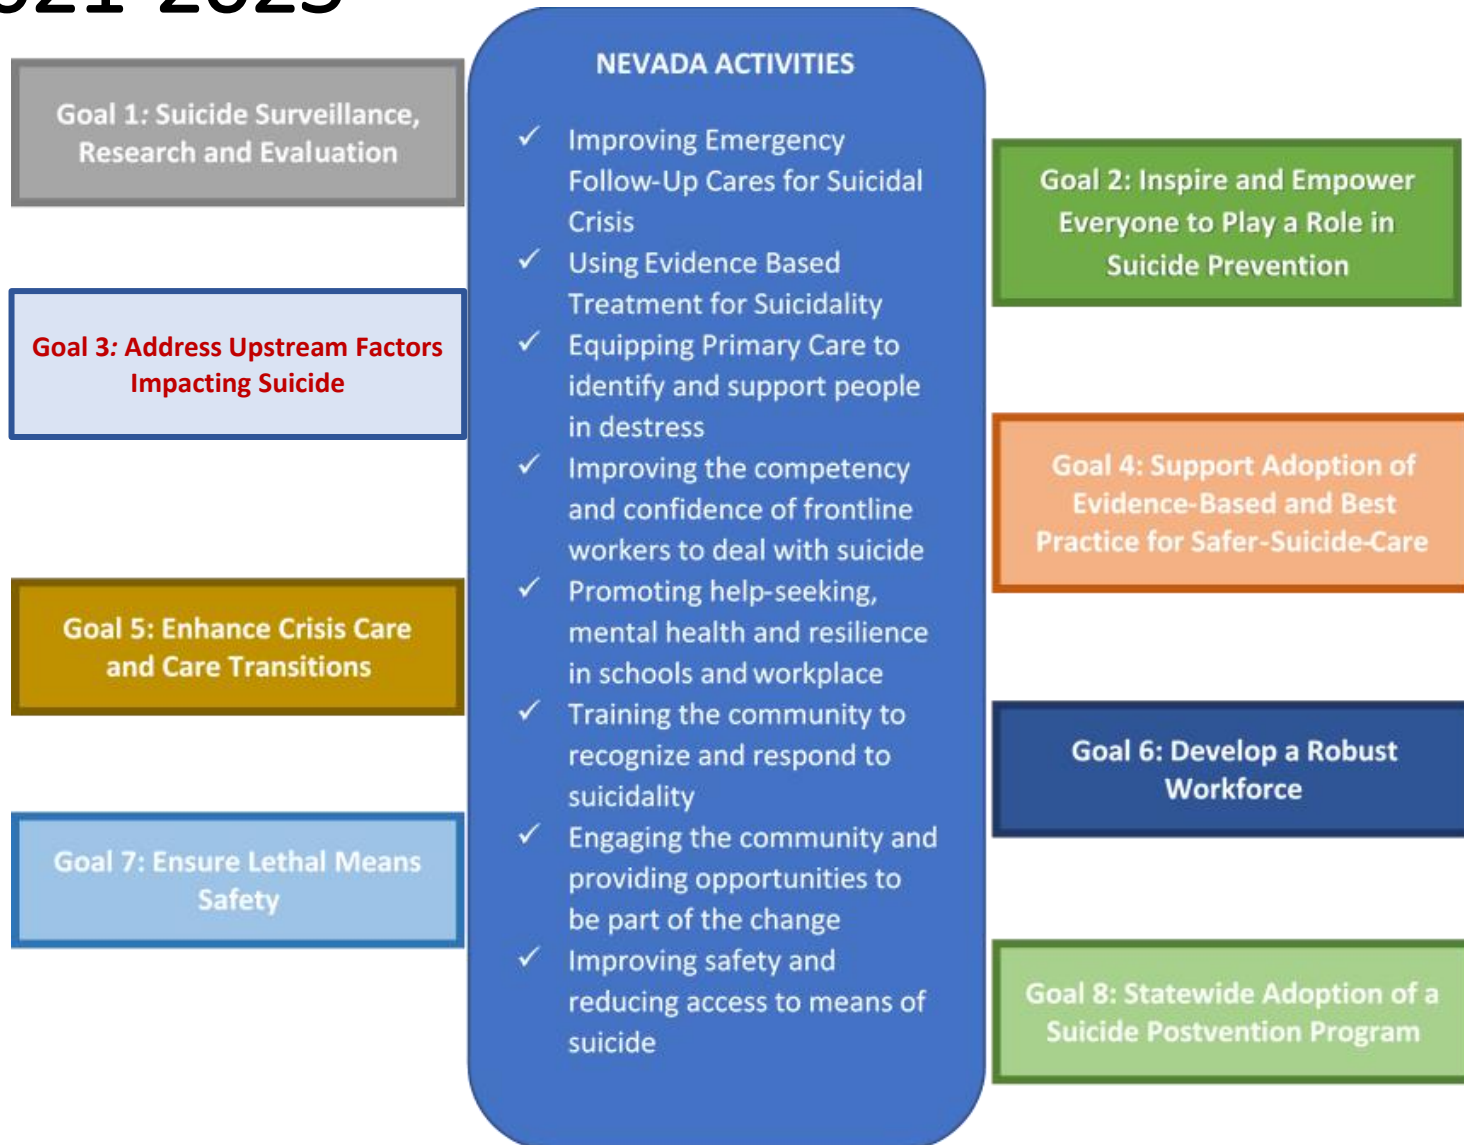 021-2023
NEVADA ACTIVITIES
Goal 1: Suicide Surveillance,
Research and Evaluation
Goal 3: Address Upstream Factors
Impacting Suicide
Goal 5: Enhance Crisis Care
and Care Transitions
Goal 7: Ensure Lethal Means
Safety
✓ Improving Emergency
Follow-Up Cares for Suicidal
Crisis
✓ Using Evidence Based
Treatment for Suicidality
✓ Equipping Primary Care to
identify and support people
in destress
✓ Improving the competency
and confidence of frontline
workers to deal with suicide
✓ Promoting help-seeking,
mental health and resilience
in schools and workplace
✓ Training the community to
recognize and respond to
suicidality
✓ Engaging the community and
providing opportunities to
be part of the change
✓ Improving safety and
reducing access to means of
suicide
Goal 2: Inspire and Empower
Everyone to Play a Role in
Suicide Prevention
Goal 4: Support Adoption of
Evidence-Based and Best
Practice for Safer-Suicide-Care
Goal 6: Develop a Robust
Workforce
Goal 8: Statewide Adoption of a
Suicide Postvention Program